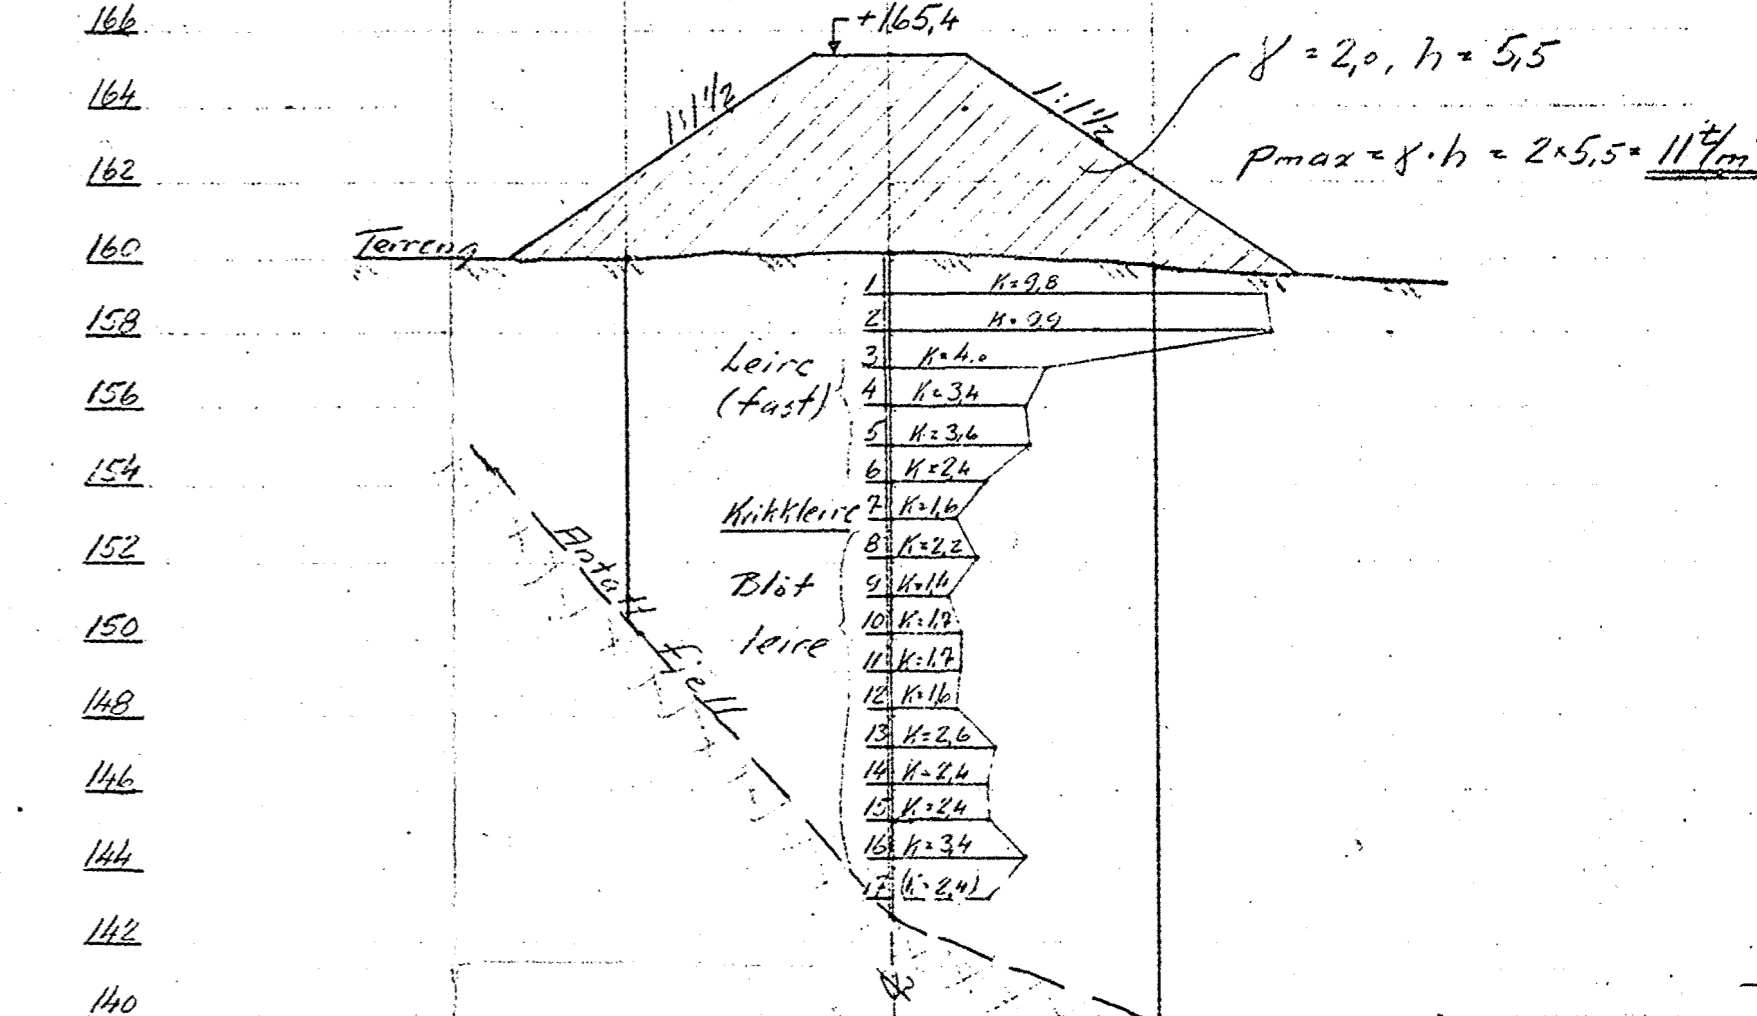 166
+165,4
γ = 2,0, h = 5,5
164
1:1 1/2
1:1 1/2
pmax = γ·h = 2×5,5 = 11 t/m
162
160
Terreng
1 K=9,8
158
2 K=9,9
Leire
3 K=4,0
156
(fast)
4 K=3,4
5 K=3,6
154
6 K=2,4
Kvikkleire
7 K=1,6
152
8 K=2,2
Antatt fjell
Bløt
9 K=1,4
150
10 K=1,7
leire
11 K=1,7
148
12 K=1,6
13 K=2,6
146
14 K=2,4
15 K=2,4
144
16 K=3,4
17 (K=2,4)
142
140